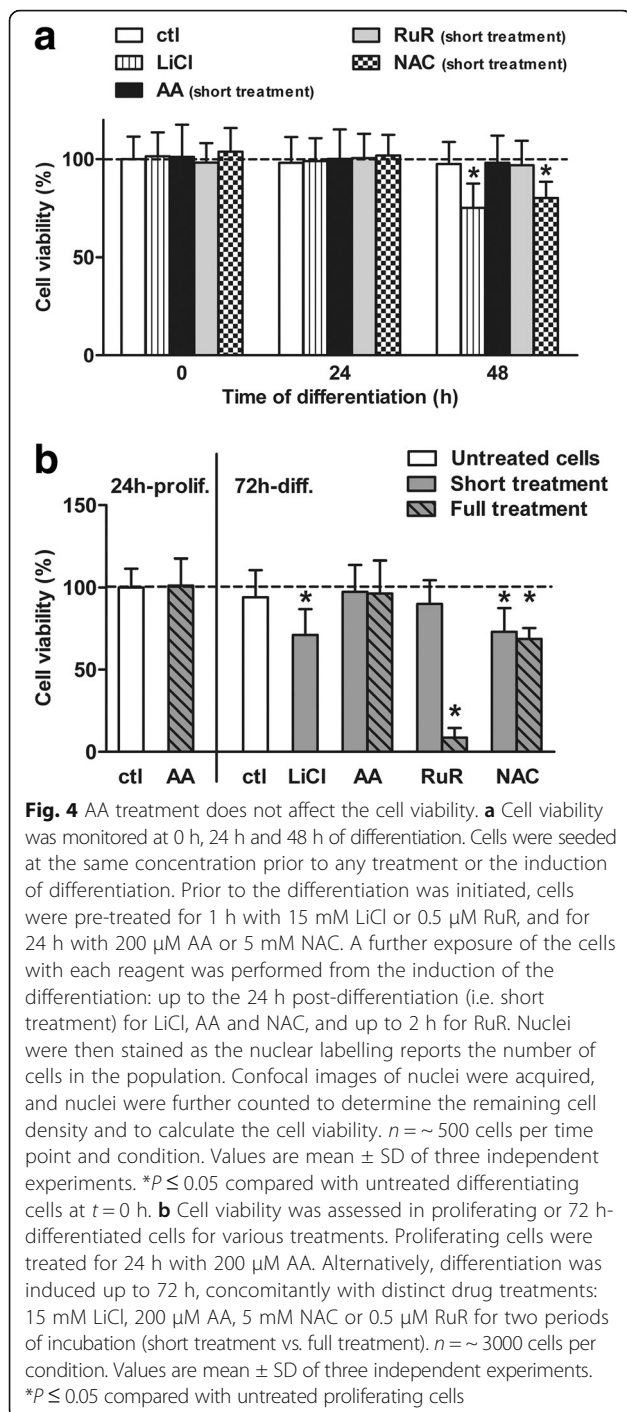 a
ctl
LiCl
AA (short treatment)
RuR (short treatment)
NAC (short treatment)
Cell viability (%)
100
50
0
* *
0 24 48
Time of differentiation (h)
b
24h-prolif. 72h-diff.
Untreated cells
Short treatment
Full treatment
Cell viability (%)
150
100
50
0
* * * *
ctl AA ctl LiCl AA RuR NAC
Fig. 4 AA treatment does not affect the cell viability. a Cell viability
was monitored at 0 h, 24 h and 48 h of differentiation. Cells were seeded
at the same concentration prior to any treatment or the induction
of differentiation. Prior to the differentiation was initiated, cells
were pre-treated for 1 h with 15 mM LiCl or 0.5 μM RuR, and for
24 h with 200 μM AA or 5 mM NAC. A further exposure of the cells
with each reagent was performed from the induction of the
differentiation: up to the 24 h post-differentiation (i.e. short
treatment) for LiCl, AA and NAC, and up to 2 h for RuR. Nuclei
were then stained as the nuclear labelling reports the number of
cells in the population. Confocal images of nuclei were acquired,
and nuclei were further counted to determine the remaining cell
density and to calculate the cell viability. n = ~ 500 cells per time
point and condition. Values are mean ± SD of three independent
experiments. *P ≤ 0.05 compared with untreated differentiating
cells at t = 0 h. b Cell viability was assessed in proliferating or 72 h-
differentiated cells for various treatments. Proliferating cells were
treated for 24 h with 200 μM AA. Alternatively, differentiation was
induced up to 72 h, concomitantly with distinct drug treatments:
15 mM LiCl, 200 μM AA, 5 mM NAC or 0.5 μM RuR for two periods
of incubation (short treatment vs. full treatment). n = ~ 3000 cells per
condition. Values are mean ± SD of three independent experiments.
*P ≤ 0.05 compared with untreated proliferating cells